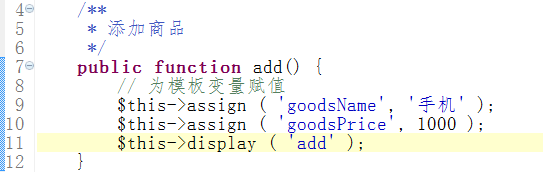 4 /**
5 * 添加商品
6 */
7 public function add() {
8 // 为模板变量赋值
9 $this->assign ( 'goodsName', '手机' );
10 $this->assign ( 'goodsPrice', 1000 );
11 $this->display ( 'add' );
12 }